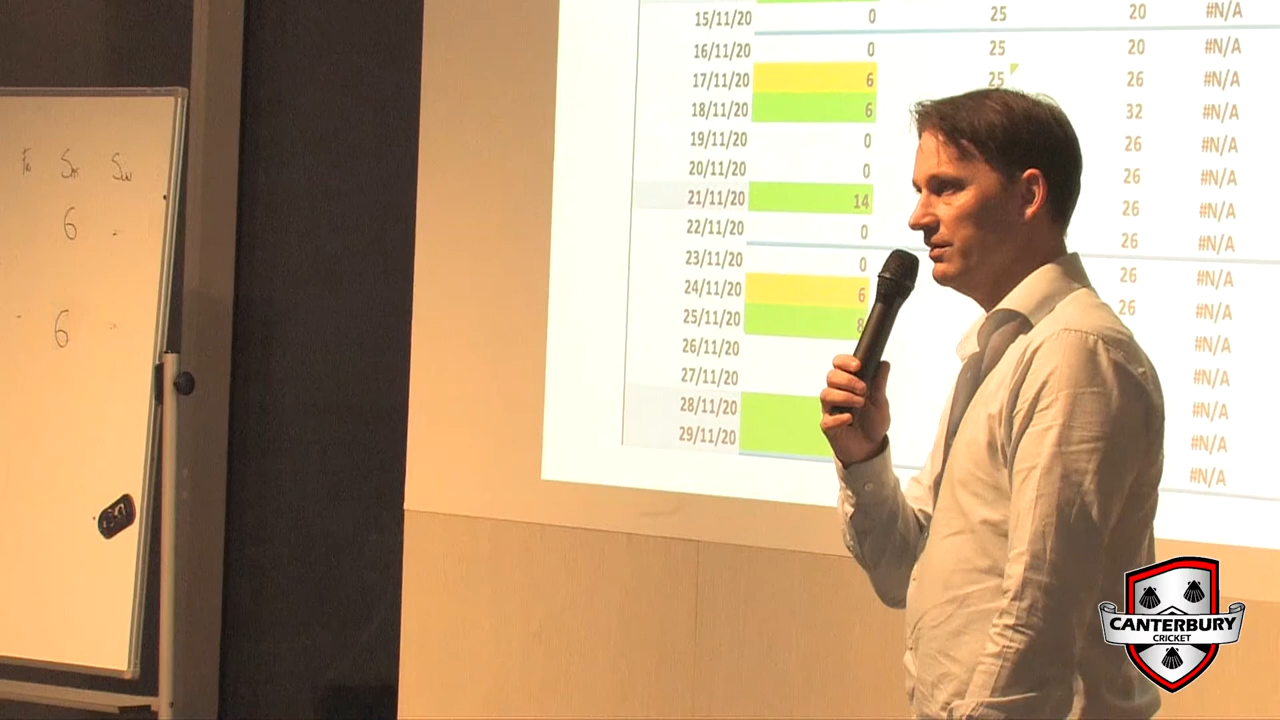 15/11/20 0 25 20 #N/A
16/11/20 0 25 20 #N/A
17/11/20 6 25 26 #N/A
18/11/20 6 32 #N/A
19/11/20 0 26 #N/A
20/11/20 0 26 #N/A
21/11/20 14 26 #N/A
22/11/20 0 26 #N/A
23/11/20 0 26 #N/A
24/11/20 6 26 #N/A
25/11/20 8 #N/A
26/11/20 #N/A
27/11/20 #N/A
28/11/20 #N/A
29/11/20 #N/A
Sat Sun
6 -
- 6 -
CANTERBURY
CRICKET